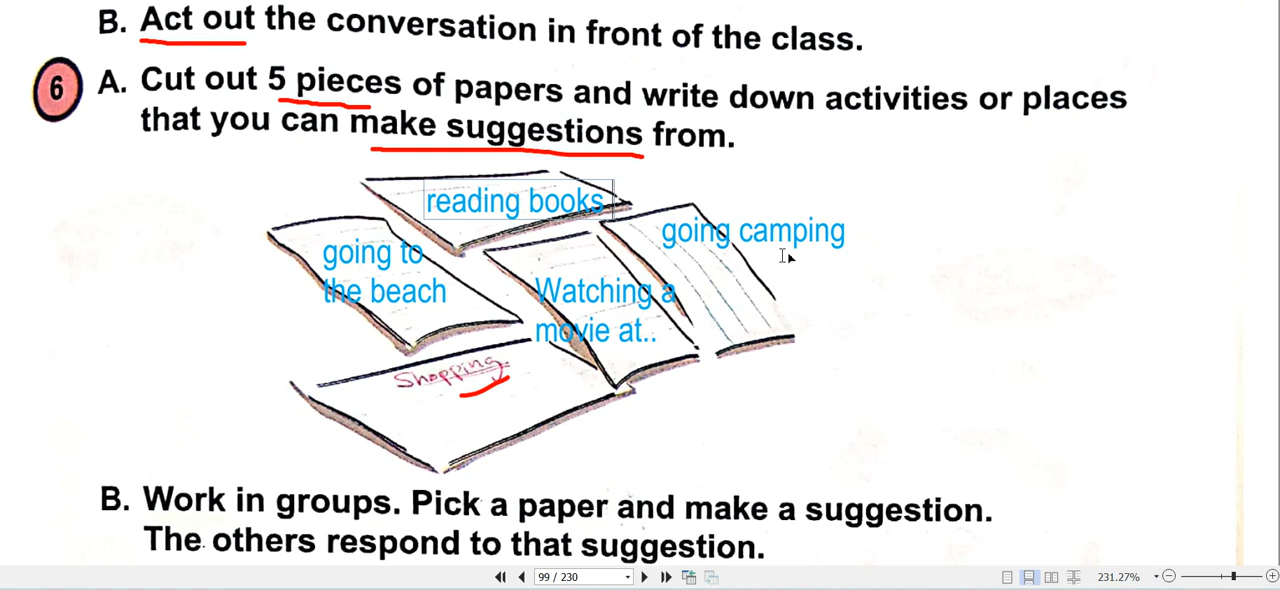 B. Act out the conversation in front of the class.
6 A. Cut out 5 pieces of papers and write down activities or places
that you can make suggestions from.
reading books
going camping
going to
the beach
Watching a
movie at..
Shopping
B. Work in groups. Pick a paper and make a suggestion.
The others respond to that suggestion.
99 / 230
231.27%